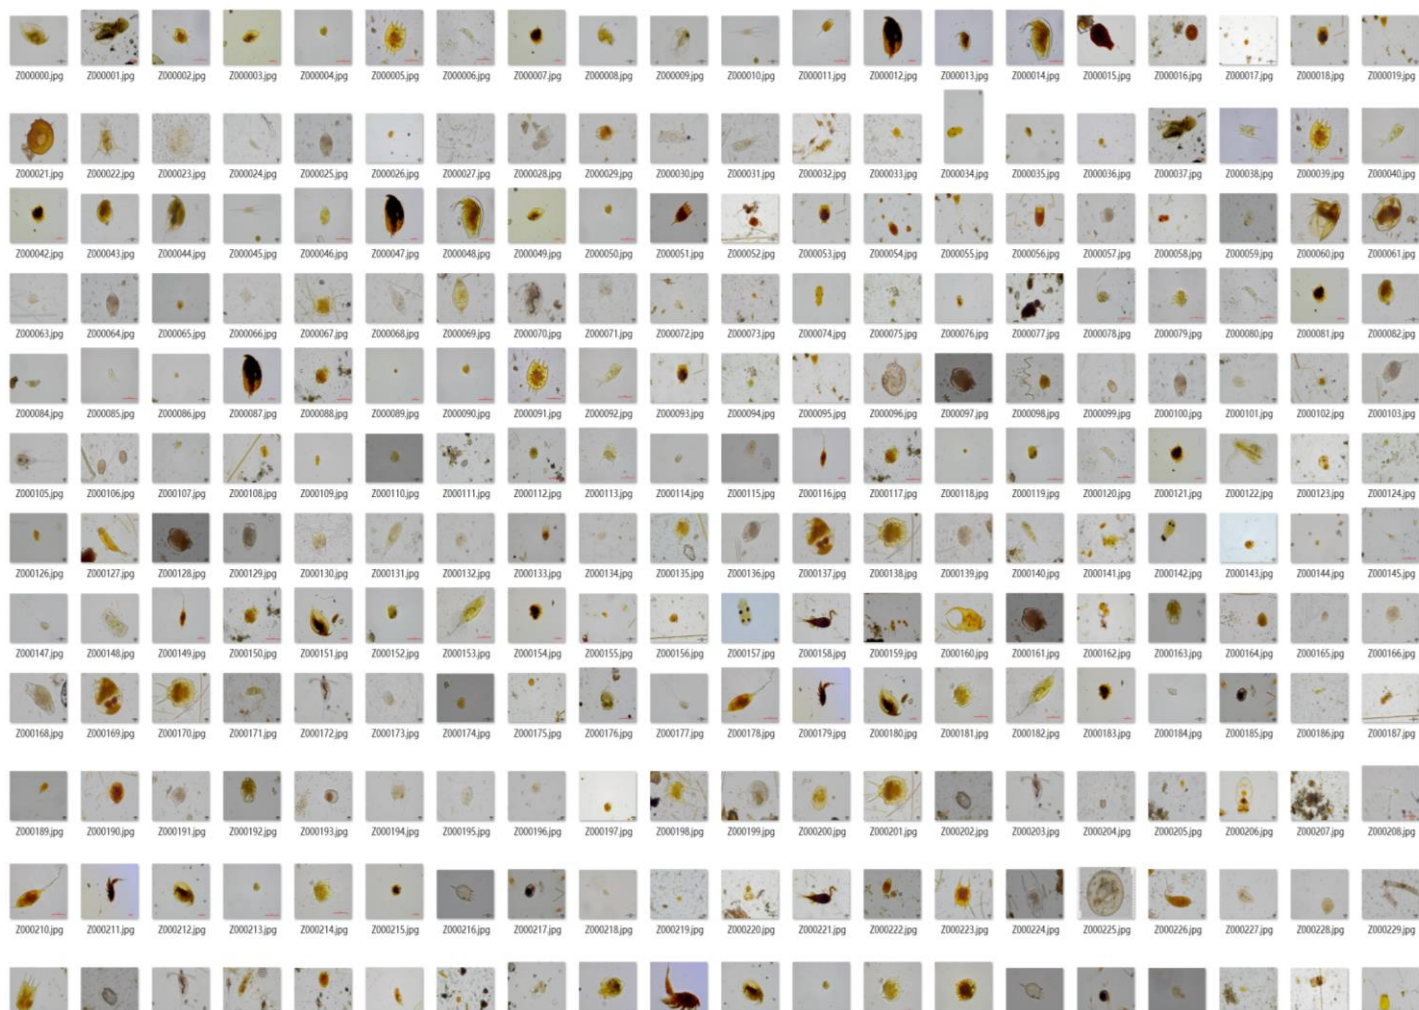 Z000000.jpg Z000001.jpg Z000002.jpg Z000003.jpg Z000004.jpg Z000005.jpg Z000006.jpg Z000007.jpg Z000008.jpg Z000009.jpg Z000010.jpg Z000011.jpg Z000012.jpg Z000013.jpg Z000014.jpg Z000015.jpg Z000016.jpg Z000017.jpg Z000018.jpg Z000019.jpg
Z000021.jpg Z000022.jpg Z000023.jpg Z000024.jpg Z000025.jpg Z000026.jpg Z000027.jpg Z000028.jpg Z000029.jpg Z000030.jpg Z000031.jpg Z000032.jpg Z000033.jpg Z000034.jpg Z000035.jpg Z000036.jpg Z000037.jpg Z000038.jpg Z000039.jpg Z000040.jpg
Z000042.jpg Z000043.jpg Z000044.jpg Z000045.jpg Z000046.jpg Z000047.jpg Z000048.jpg Z000049.jpg Z000050.jpg Z000051.jpg Z000052.jpg Z000053.jpg Z000054.jpg Z000055.jpg Z000056.jpg Z000057.jpg Z000058.jpg Z000059.jpg Z000060.jpg Z000061.jpg
Z000063.jpg Z000064.jpg Z000065.jpg Z000066.jpg Z000067.jpg Z000068.jpg Z000069.jpg Z000070.jpg Z000071.jpg Z000072.jpg Z000073.jpg Z000074.jpg Z000075.jpg Z000076.jpg Z000077.jpg Z000078.jpg Z000079.jpg Z000080.jpg Z000081.jpg Z000082.jpg
Z000084.jpg Z000085.jpg Z000086.jpg Z000087.jpg Z000088.jpg Z000089.jpg Z000090.jpg Z000091.jpg Z000092.jpg Z000093.jpg Z000094.jpg Z000095.jpg Z000096.jpg Z000097.jpg Z000098.jpg Z000099.jpg Z000100.jpg Z000101.jpg Z000102.jpg Z000103.jpg
Z000105.jpg Z000106.jpg Z000107.jpg Z000108.jpg Z000109.jpg Z000110.jpg Z000111.jpg Z000112.jpg Z000113.jpg Z000114.jpg Z000115.jpg Z000116.jpg Z000117.jpg Z000118.jpg Z000119.jpg Z000120.jpg Z000121.jpg Z000122.jpg Z000123.jpg Z000124.jpg
Z000126.jpg Z000127.jpg Z000128.jpg Z000129.jpg Z000130.jpg Z000131.jpg Z000132.jpg Z000133.jpg Z000134.jpg Z000135.jpg Z000136.jpg Z000137.jpg Z000138.jpg Z000139.jpg Z000140.jpg Z000141.jpg Z000142.jpg Z000143.jpg Z000144.jpg Z000145.jpg
Z000147.jpg Z000148.jpg Z000149.jpg Z000150.jpg Z000151.jpg Z000152.jpg Z000153.jpg Z000154.jpg Z000155.jpg Z000156.jpg Z000157.jpg Z000158.jpg Z000159.jpg Z000160.jpg Z000161.jpg Z000162.jpg Z000163.jpg Z000164.jpg Z000165.jpg Z000166.jpg
Z000168.jpg Z000169.jpg Z000170.jpg Z000171.jpg Z000172.jpg Z000173.jpg Z000174.jpg Z000175.jpg Z000176.jpg Z000177.jpg Z000178.jpg Z000179.jpg Z000180.jpg Z000181.jpg Z000182.jpg Z000183.jpg Z000184.jpg Z000185.jpg Z000186.jpg Z000187.jpg
Z000189.jpg Z000190.jpg Z000191.jpg Z000192.jpg Z000193.jpg Z000194.jpg Z000195.jpg Z000196.jpg Z000197.jpg Z000198.jpg Z000199.jpg Z000200.jpg Z000201.jpg Z000202.jpg Z000203.jpg Z000204.jpg Z000205.jpg Z000206.jpg Z000207.jpg Z000208.jpg
Z000210.jpg Z000211.jpg Z000212.jpg Z000213.jpg Z000214.jpg Z000215.jpg Z000216.jpg Z000217.jpg Z000218.jpg Z000219.jpg Z000220.jpg Z000221.jpg Z000222.jpg Z000223.jpg Z000224.jpg Z000225.jpg Z000226.jpg Z000227.jpg Z000228.jpg Z000229.jpg